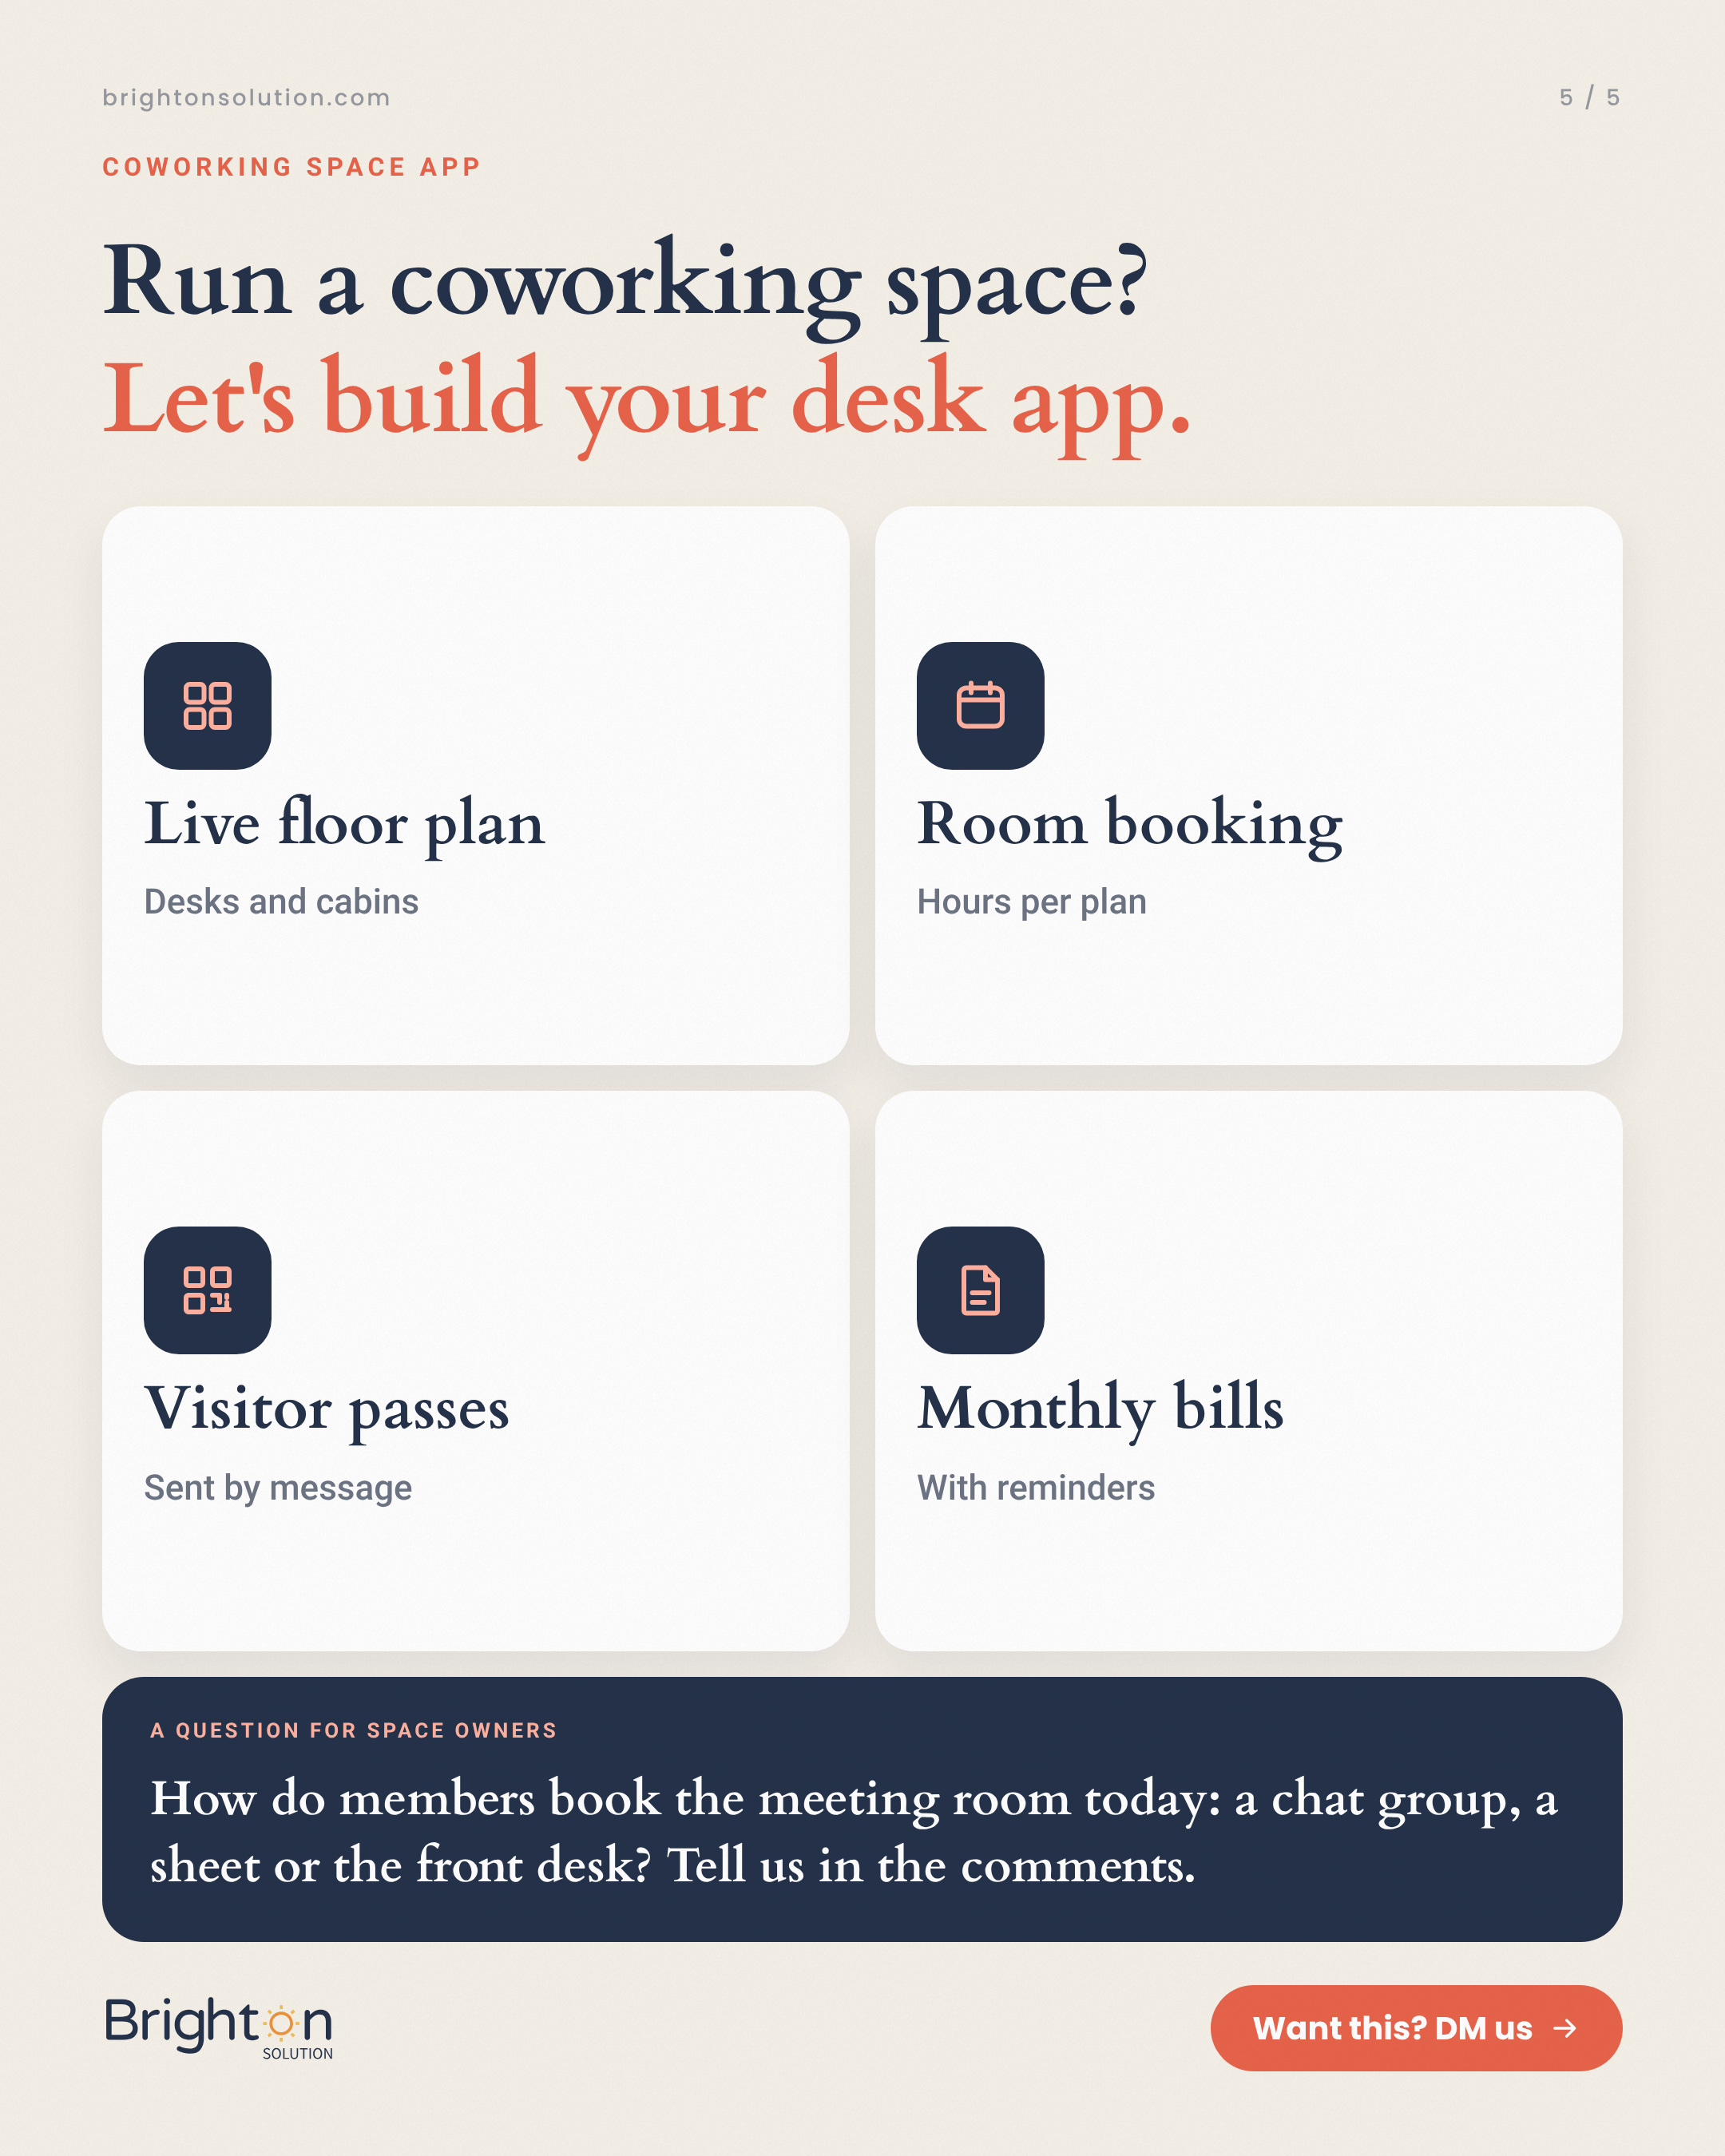 brightonsolution.com
5 / 5
COWORKING SPACE APP
Run a coworking space?
Let's build your desk app.
Live floor plan
Desks and cabins
Room booking
Hours per plan
Visitor passes
Sent by message
Monthly bills
With reminders
A QUESTION FOR SPACE OWNERS
How do members book the meeting room today: a chat group, a
sheet or the front desk? Tell us in the comments.
Brighton
SOLUTION
Want this? DM us →